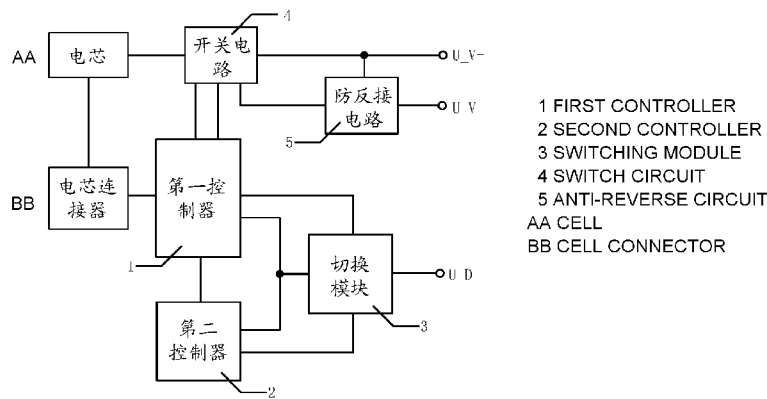 4
AA
电芯
开关电
路
U_V-
防反接
电路
U V
5
BB
电芯连
接器
第一控
制器
1
切换
模块
U D
3
第二
控制器
2
1 FIRST CONTROLLER
2 SECOND CONTROLLER
3 SWITCHING MODULE
4 SWITCH CIRCUIT
5 ANTI-REVERSE CIRCUIT
AA CELL
BB CELL CONNECTOR